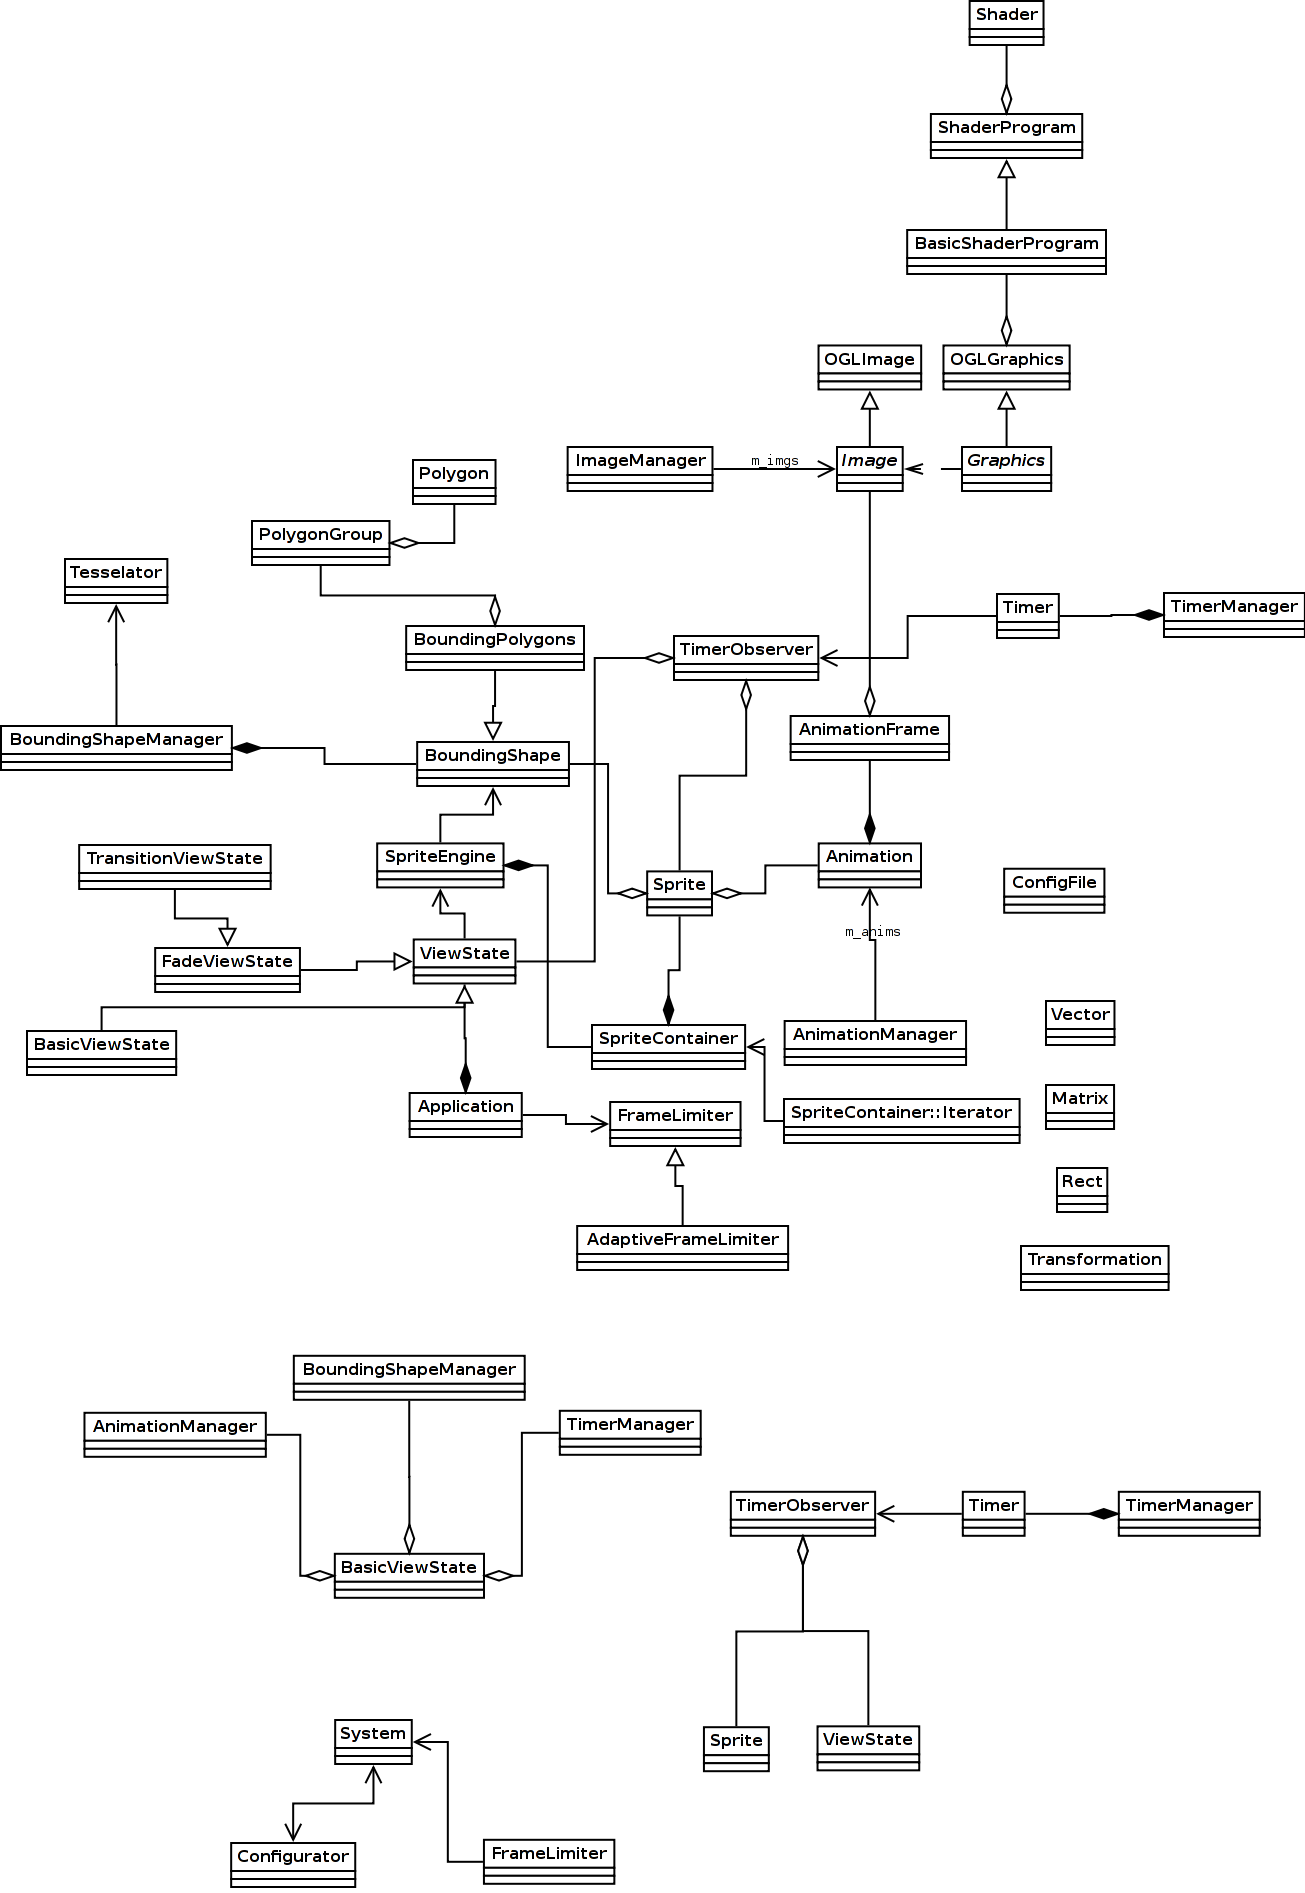 Shader
ShaderProgram
BasicShaderProgram
OGLImage
OGLGraphics
ImageManager
m_imgs
Image
Graphics
Polygon
PolygonGroup
Tesselator
Timer
TimerManager
BoundingPolygons
TimerObserver
BoundingShapeManager
BoundingShape
AnimationFrame
TransitionViewState
SpriteEngine
Sprite
Animation
ConfigFile
m_anims
FadeViewState
ViewState
Vector
BasicViewState
SpriteContainer
AnimationManager
Matrix
Application
FrameLimiter
SpriteContainer::Iterator
Rect
AdaptiveFrameLimiter
Transformation
BoundingShapeManager
AnimationManager
TimerManager
TimerObserver
Timer
TimerManager
BasicViewState
System
Sprite
ViewState
Configurator
FrameLimiter